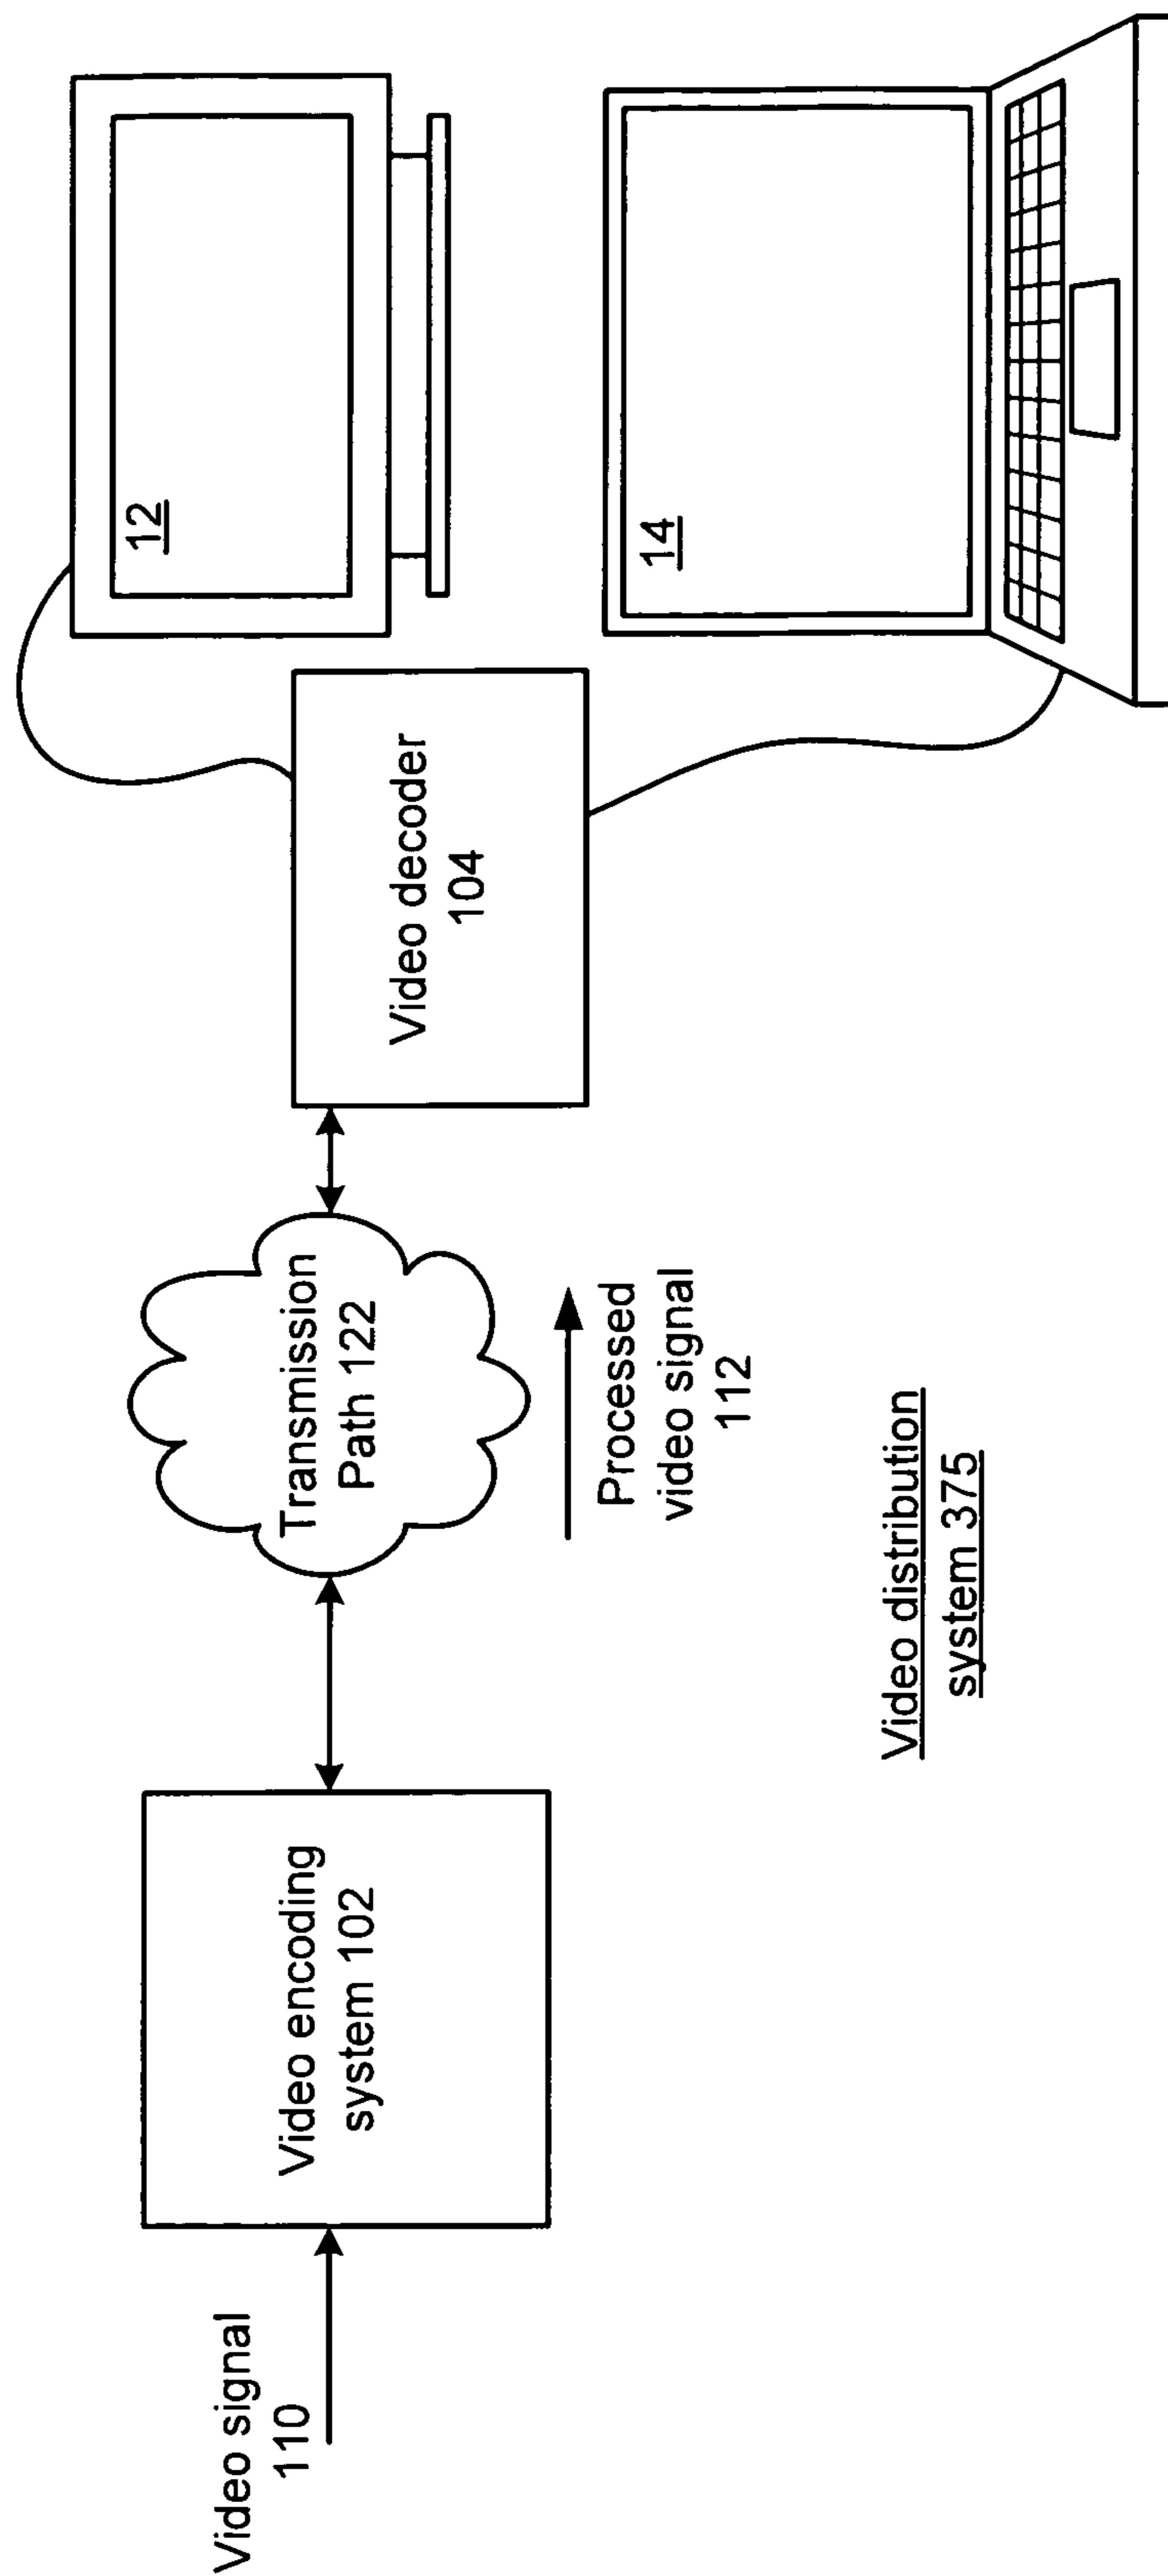 Video signal
110
Video encoding
system 102
Transmission
Path 122
Processed
video signal
112
Video decoder
104
12
14
Video distribution
system 375